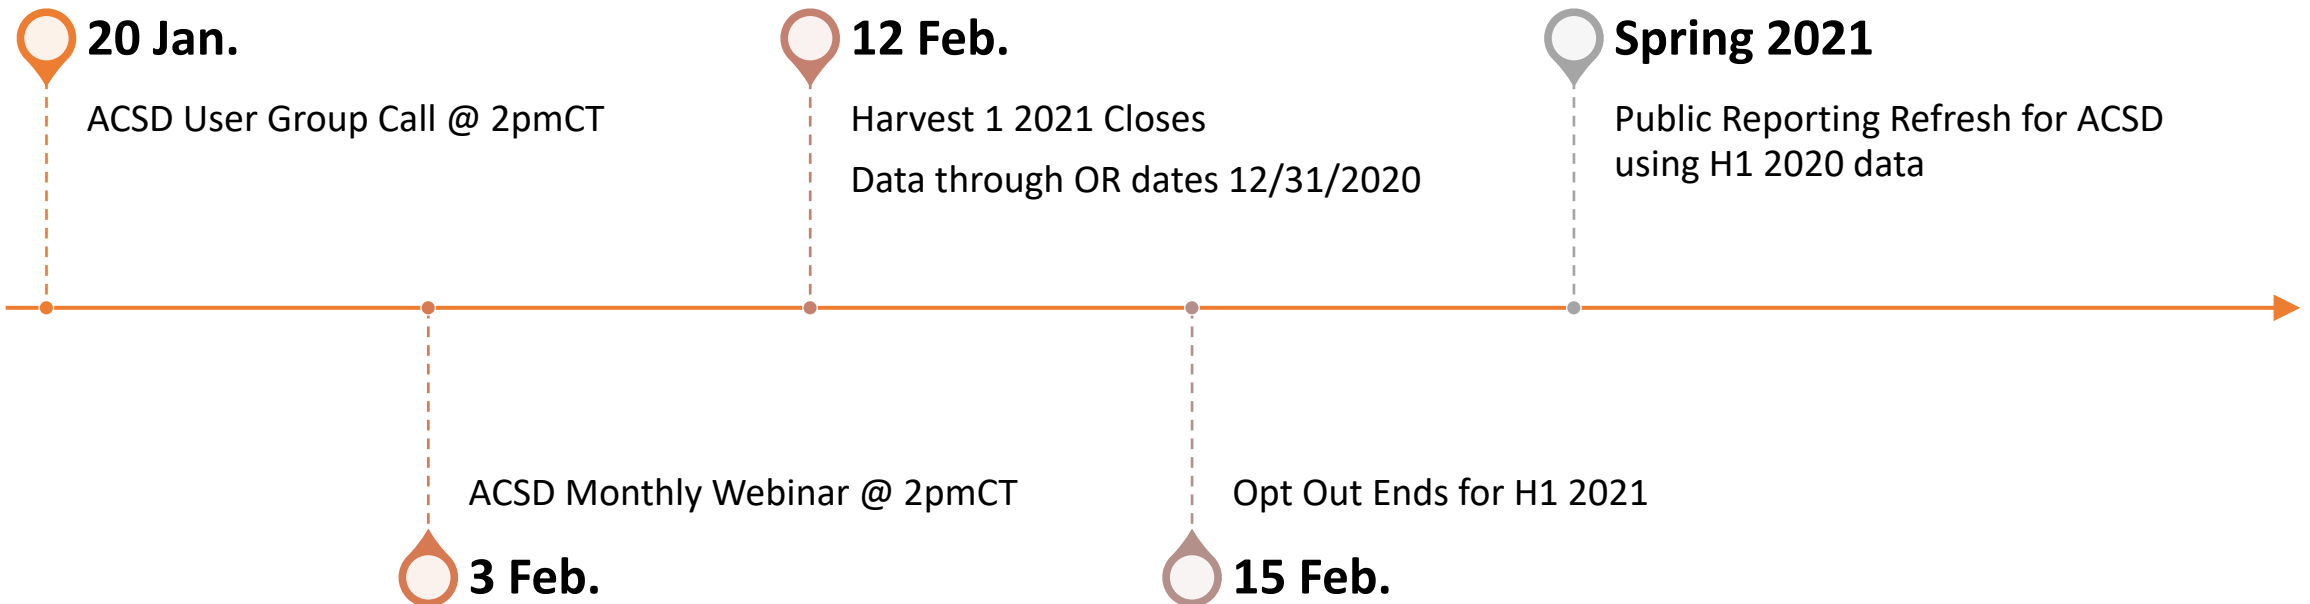 20 Jan.
ACSD User Group Call @ 2pmCT
12 Feb.
Harvest 1 2021 Closes
Data through OR dates 12/31/2020
Spring 2021
Public Reporting Refresh for ACSD
using H1 2020 data
ACSD Monthly Webinar @ 2pmCT
3 Feb.
Opt Out Ends for H1 2021
15 Feb.